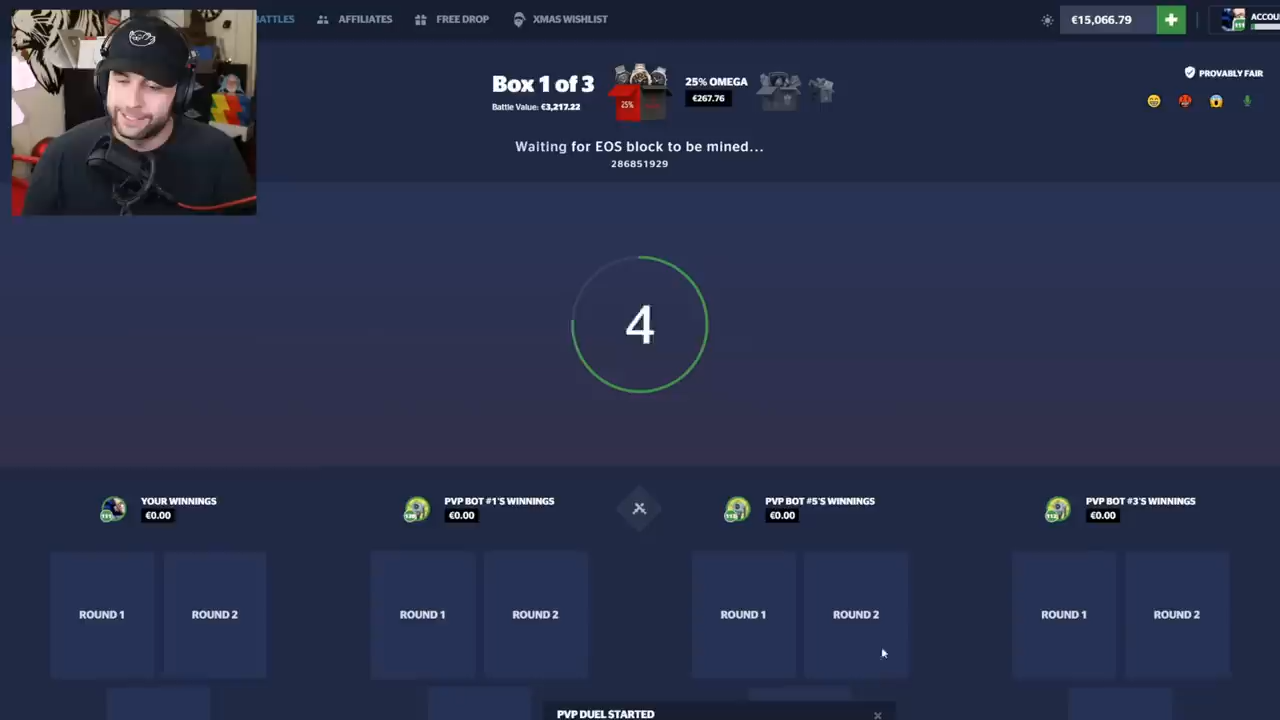 BATTLES
AFFILIATES
FREE DROP
XMAS WISHLIST
€15,066.79
Box 1 of 3
Battle Value: €3,217.22
25%
25% OMEGA
€267.76
PROVABLY FAIR
Waiting for EOS block to be mined...
286851929
4
YOUR WINNINGS
€0.00
PVP BOT #1'S WINNINGS
€0.00
PVP BOT #5'S WINNINGS
€0.00
PVP BOT #3'S WINNINGS
€0.00
ROUND 1
ROUND 2
ROUND 1
ROUND 2
ROUND 1
ROUND 2
ROUND 1
ROUND 2
PVP DUEL STARTED